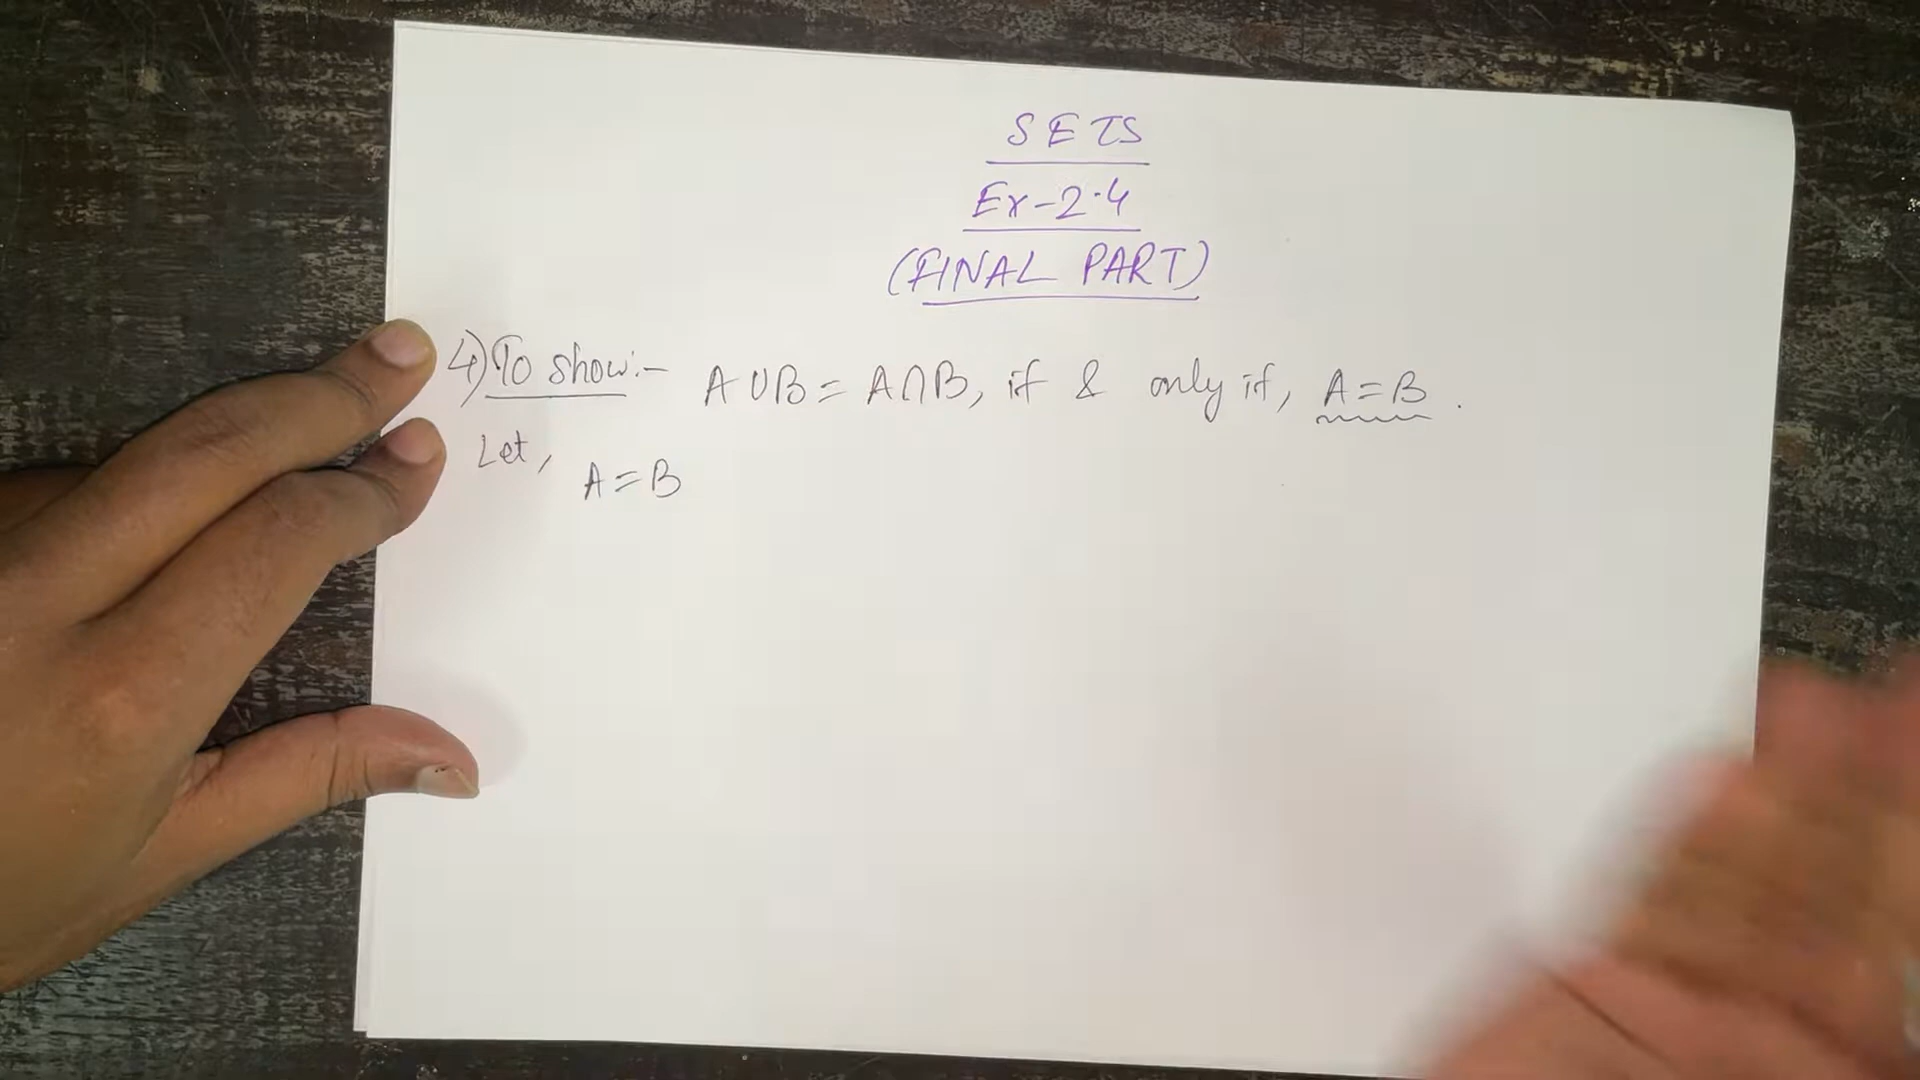 SETS
Ex-2.4
(FINAL PART)
4) To show:- A∪B = A∩B, if & only if, A=B.
Let,
A=B